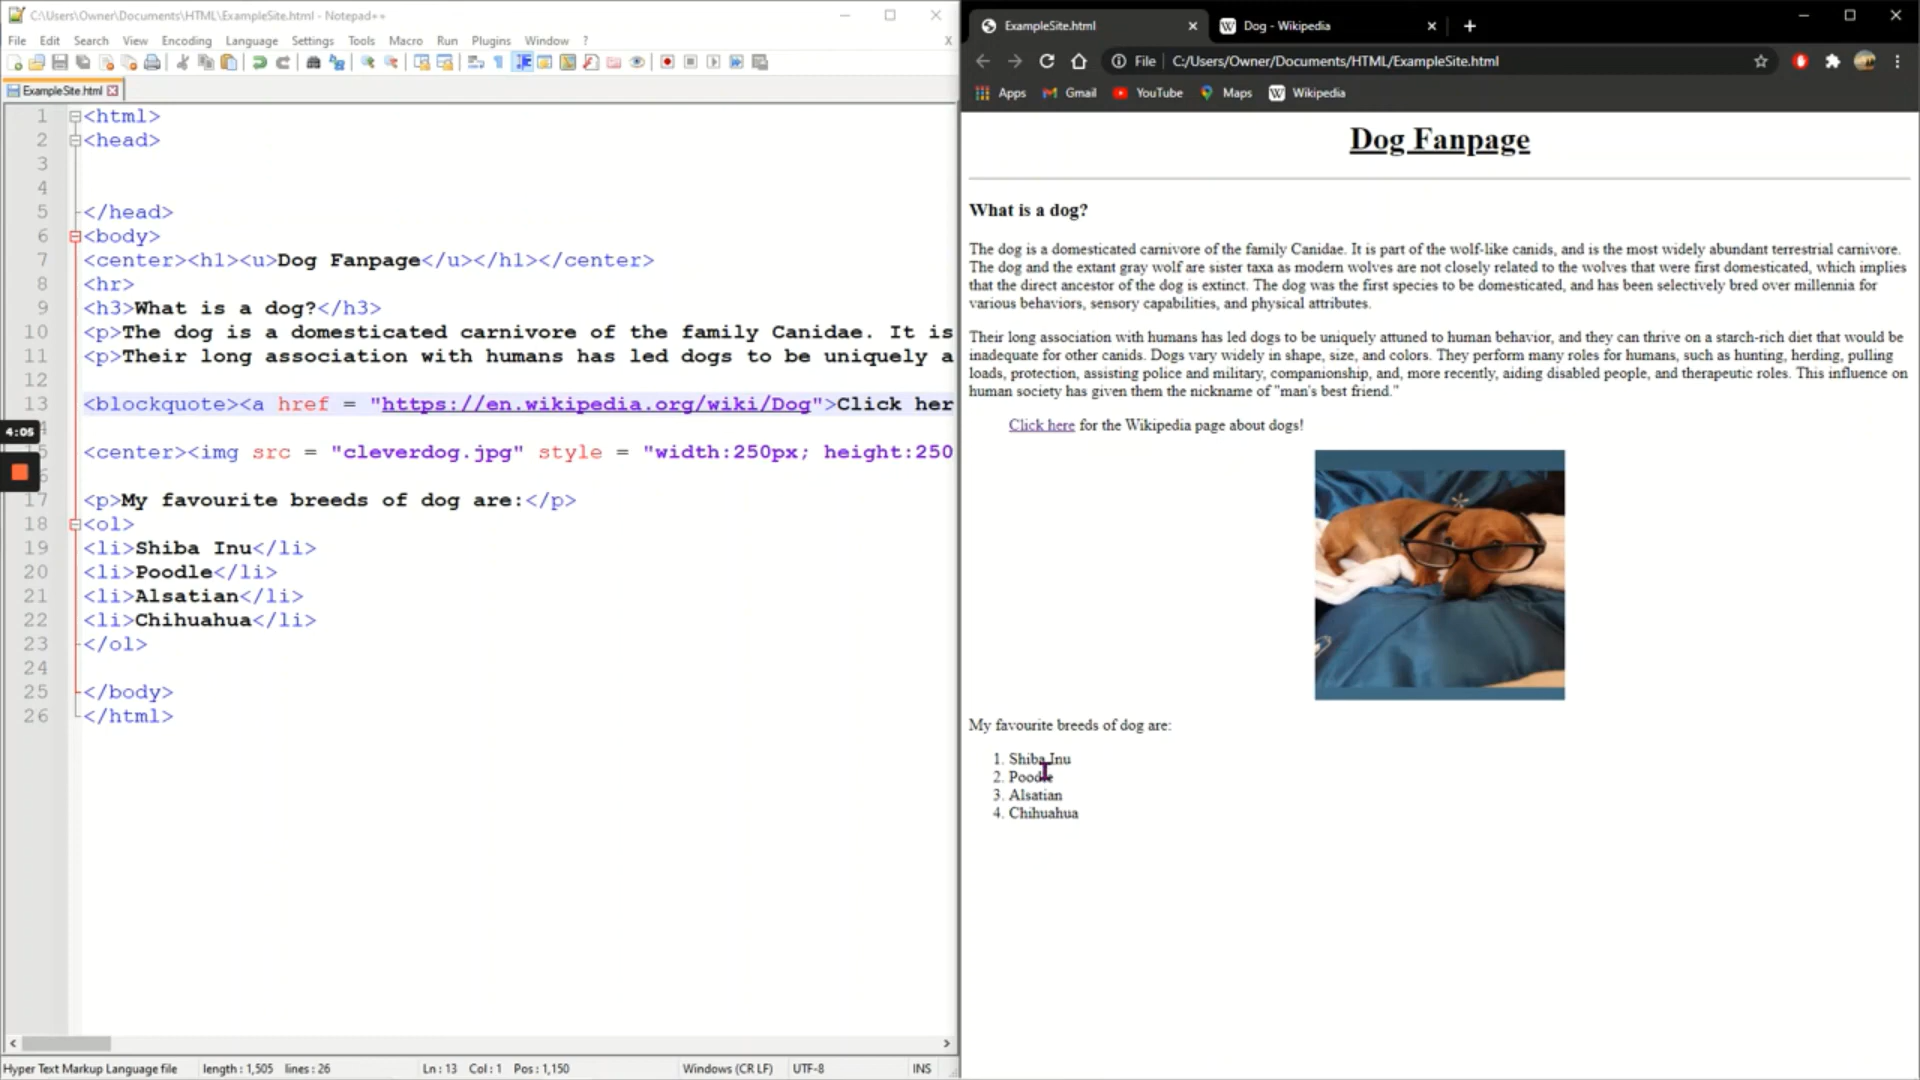 C:\Users\Owner\Documents\HTML\ExampleSite.html - Notepad++
File Edit Search View Encoding Language Settings Tools Macro Run Plugins Window ? X
ExampleSite.html
1 <html>
2 <head>
3
4
5 </head>
6 <body>
7 <center><h1><u>Dog Fanpage</u></h1></center>
8 <hr>
9 <h3>What is a dog?</h3>
10 <p>The dog is a domesticated carnivore of the family Canidae. It is
11 <p>Their long association with humans has led dogs to be uniquely a
12
13 <blockquote><a href = "https://en.wikipedia.org/wiki/Dog">Click her
4:05
<center><img src = "cleverdog.jpg" style = "width:250px; height:250
17 <p>My favourite breeds of dog are:</p>
18 <ol>
19 <li>Shiba Inu</li>
20 <li>Poodle</li>
21 <li>Alsatian</li>
22 <li>Chihuahua</li>
23 </ol>
24
25 </body>
26 </html>
Hyper Text Markup Language file length : 1,505 lines : 26 Ln : 13 Col : 1 Pos : 1,150 Windows (CR LF) UTF-8 INS
ExampleSite.html Dog - Wikipedia
File C:/Users/Owner/Documents/HTML/ExampleSite.html
Apps Gmail YouTube Maps Wikipedia
Dog Fanpage
What is a dog?
The dog is a domesticated carnivore of the family Canidae. It is part of the wolf-like canids, and is the most widely abundant terrestrial carnivore.
The dog and the extant gray wolf are sister taxa as modern wolves are not closely related to the wolves that were first domesticated, which implies
that the direct ancestor of the dog is extinct. The dog was the first species to be domesticated, and has been selectively bred over millennia for
various behaviors, sensory capabilities, and physical attributes.
Their long association with humans has led dogs to be uniquely attuned to human behavior, and they can thrive on a starch-rich diet that would be
inadequate for other canids. Dogs vary widely in shape, size, and colors. They perform many roles for humans, such as hunting, herding, pulling
loads, protection, assisting police and military, companionship, and, more recently, aiding disabled people, and therapeutic roles. This influence on
human society has given them the nickname of "man's best friend."
Click here for the Wikipedia page about dogs!
My favourite breeds of dog are:
1. Shiba Inu
2. Poodle
3. Alsatian
4. Chihuahua